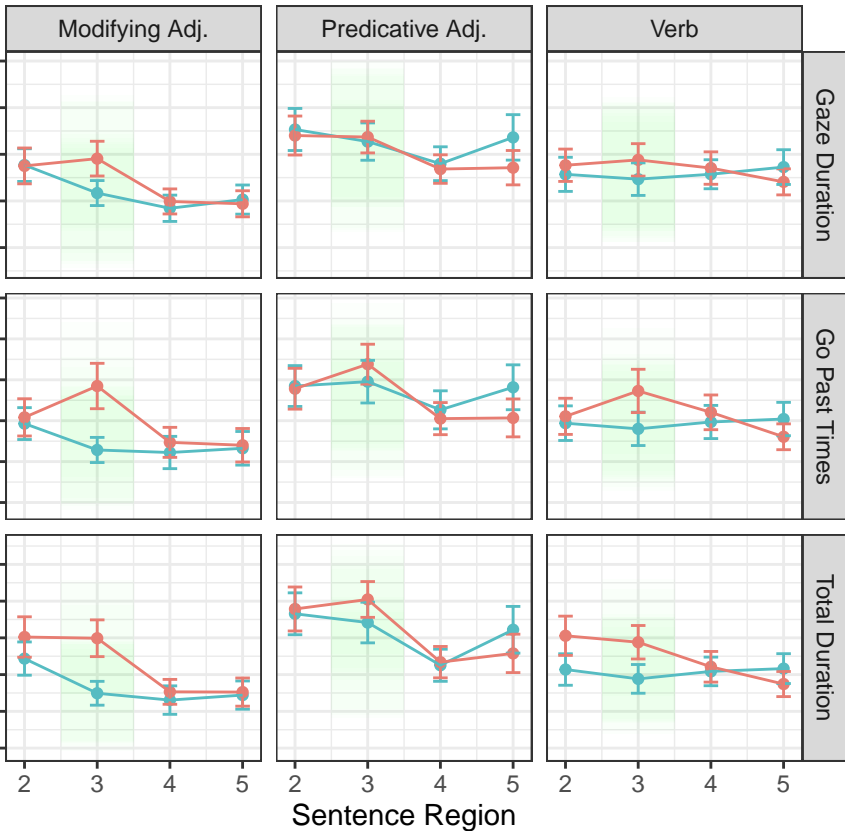 Modifying Adj. Predicative Adj. Verb
Gaze Duration
Go Past Times
Total Duration
2 3 4 5 2 3 4 5 2 3 4 5
Sentence Region